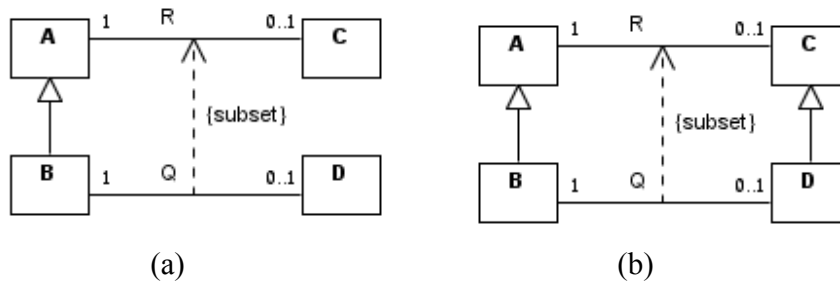 A 1 R 0..1 C
{subset}
B 1 Q 0..1 D
(a)
A 1 R 0..1 C
{subset}
B 1 Q 0..1 D
(b)